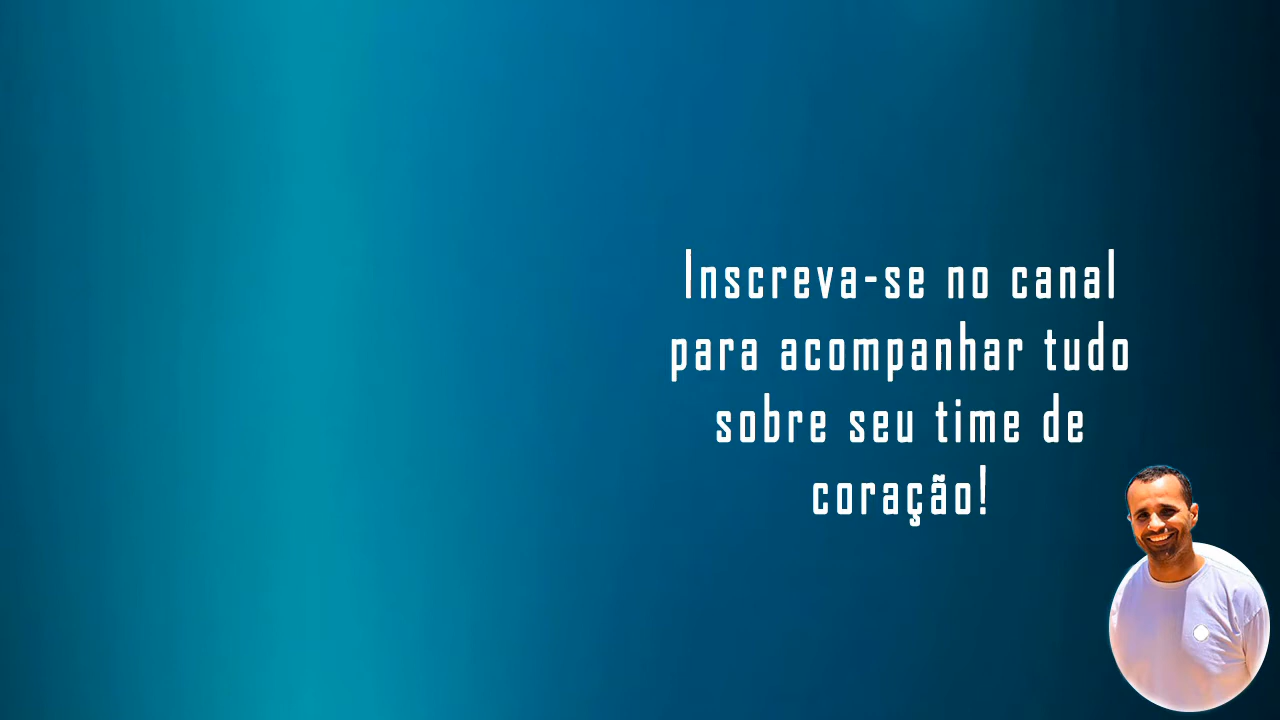 Inscreva-se no canal
para acompanhar tudo
sobre seu time de
coração!